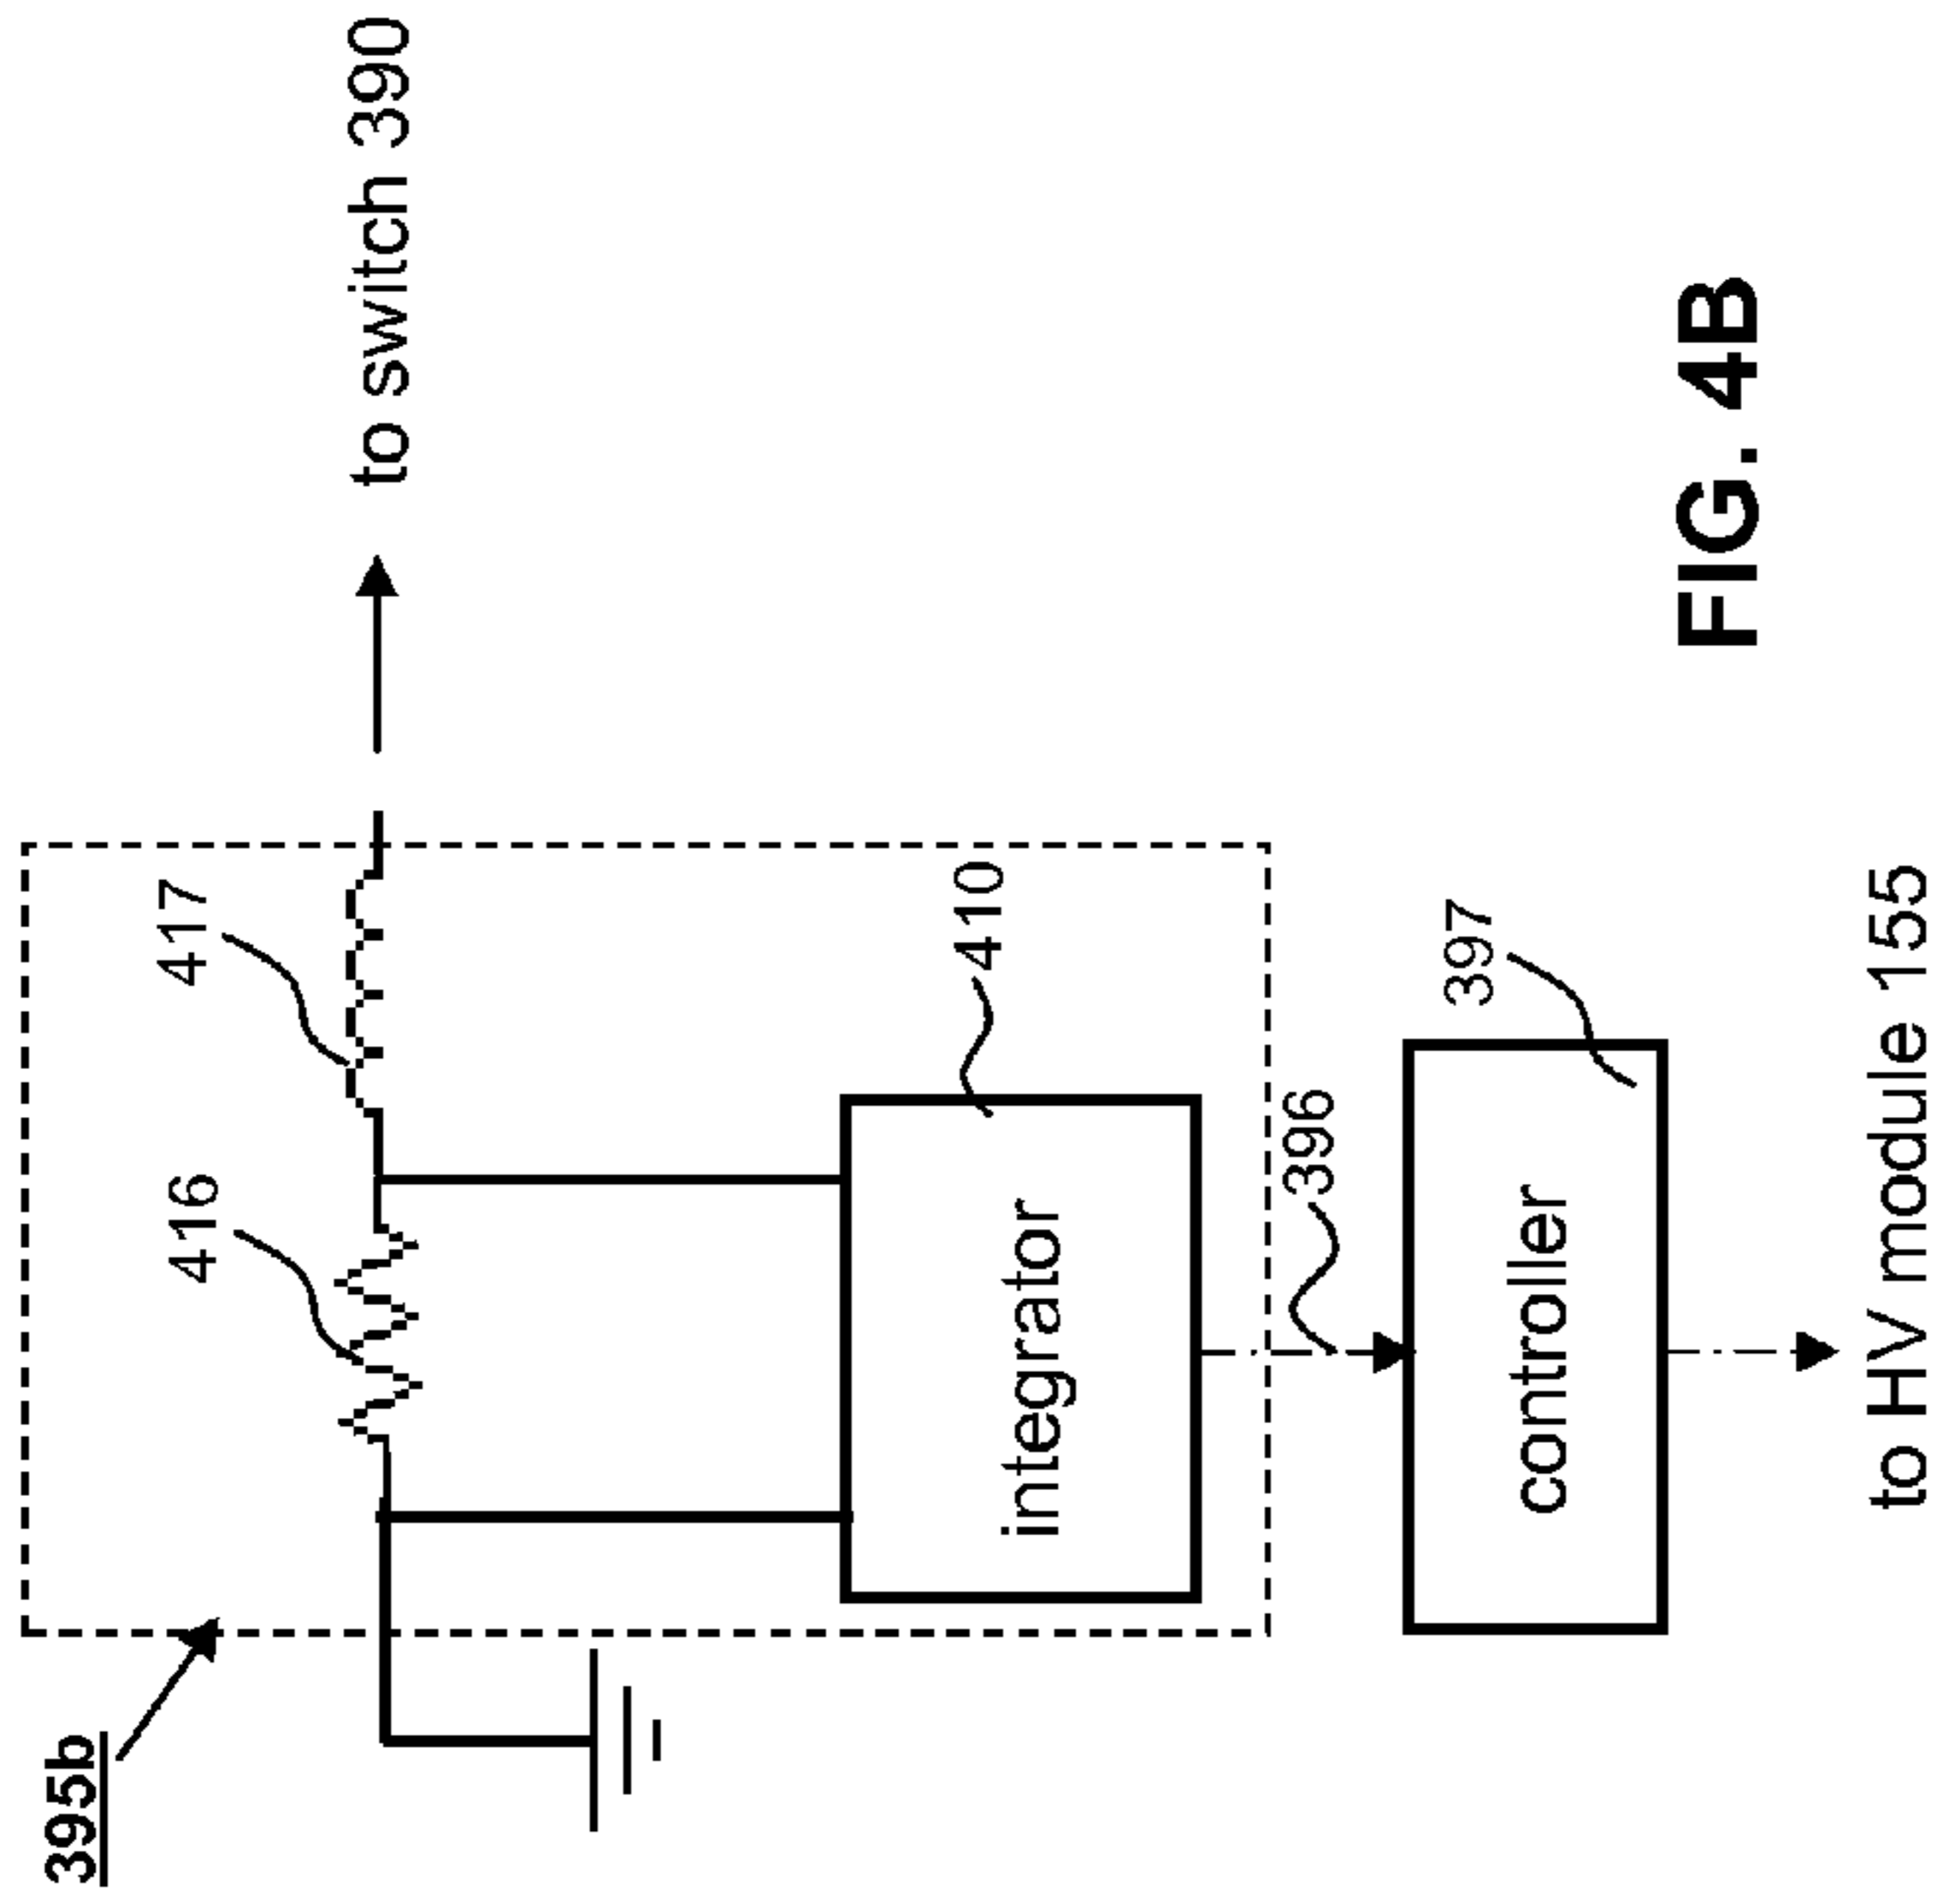 395b
416
417
to switch 390
410
integrator
396
397
controller
to HV module 155
FIG. 4B